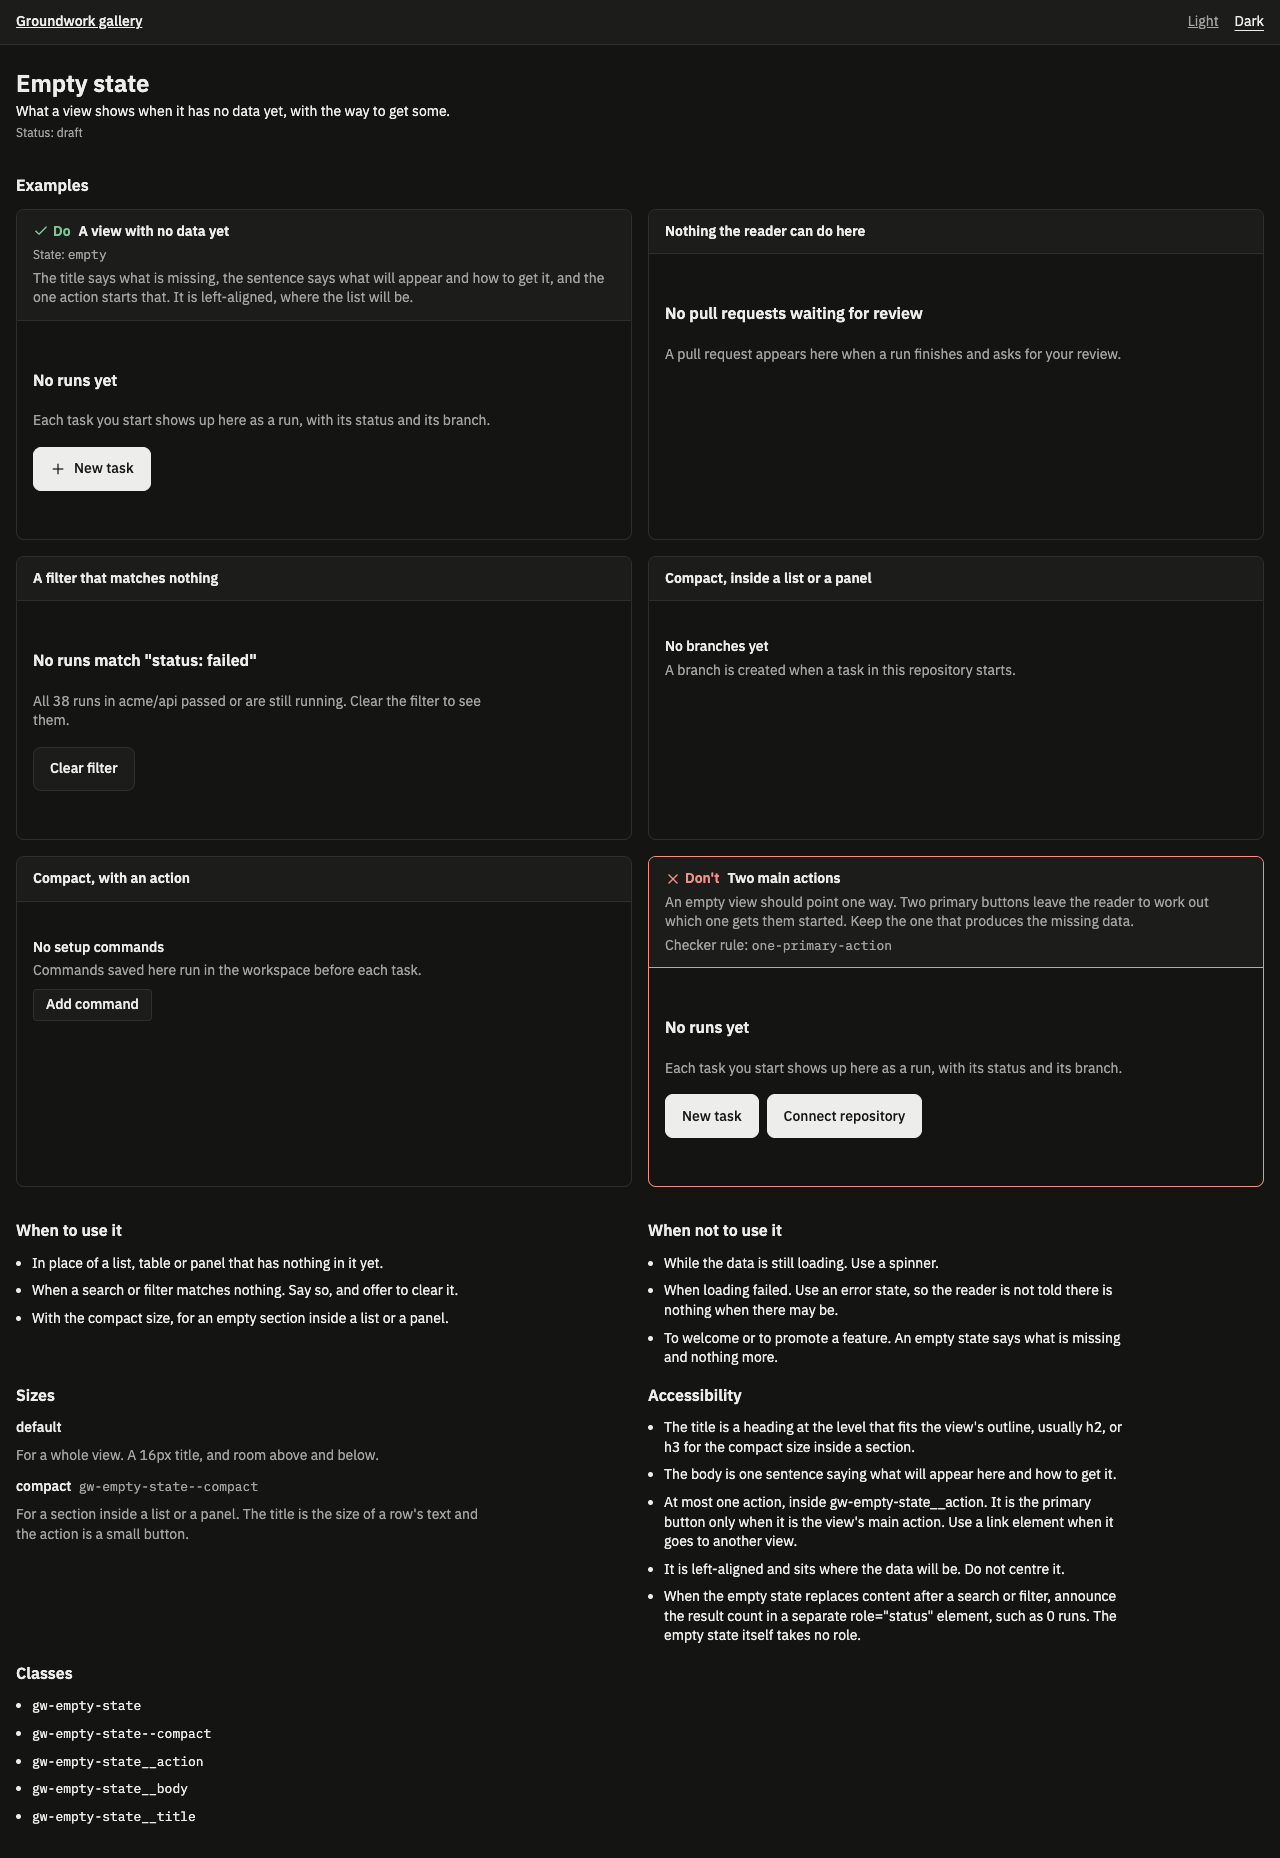 Groundwork gallery
Light Dark
Empty state
What a view shows when it has no data yet, with the way to get some.
Status: draft
Examples
Do A view with no data yet
State: empty
The title says what is missing, the sentence says what will appear and how to get it, and the
one action starts that. It is left-aligned, where the list will be.
No runs yet
Each task you start shows up here as a run, with its status and its branch.
New task
Nothing the reader can do here
No pull requests waiting for review
A pull request appears here when a run finishes and asks for your review.
A filter that matches nothing
No runs match "status: failed"
All 38 runs in acme/api passed or are still running. Clear the filter to see
them.
Clear filter
Compact, inside a list or a panel
No branches yet
A branch is created when a task in this repository starts.
Compact, with an action
No setup commands
Commands saved here run in the workspace before each task.
Add command
Don't Two main actions
An empty view should point one way. Two primary buttons leave the reader to work out
which one gets them started. Keep the one that produces the missing data.
Checker rule: one-primary-action
No runs yet
Each task you start shows up here as a run, with its status and its branch.
New task Connect repository
When to use it
In place of a list, table or panel that has nothing in it yet.
When a search or filter matches nothing. Say so, and offer to clear it.
With the compact size, for an empty section inside a list or a panel.
When not to use it
While the data is still loading. Use a spinner.
When loading failed. Use an error state, so the reader is not told there is
nothing when there may be.
To welcome or to promote a feature. An empty state says what is missing
and nothing more.
Sizes
default
For a whole view. A 16px title, and room above and below.
compact gw-empty-state--compact
For a section inside a list or a panel. The title is the size of a row's text and
the action is a small button.
Accessibility
The title is a heading at the level that fits the view's outline, usually h2, or
h3 for the compact size inside a section.
The body is one sentence saying what will appear here and how to get it.
At most one action, inside gw-empty-state__action. It is the primary
button only when it is the view's main action. Use a link element when it
goes to another view.
It is left-aligned and sits where the data will be. Do not centre it.
When the empty state replaces content after a search or filter, announce
the result count in a separate role="status" element, such as 0 runs. The
empty state itself takes no role.
Classes
gw-empty-state
gw-empty-state--compact
gw-empty-state__action
gw-empty-state__body
gw-empty-state__title